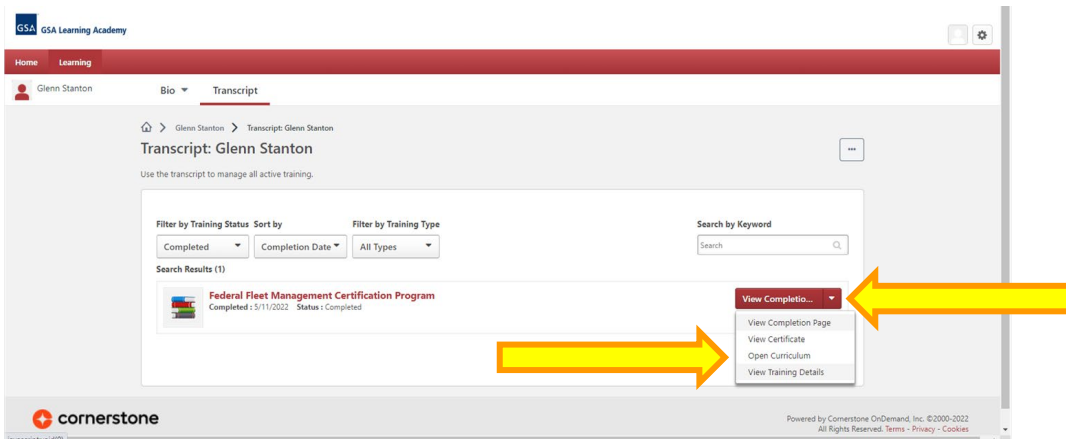 GSA GSA Learning Academy
Home Learning
Glenn Stanton Bio Transcript
Glenn Stanton Transcript: Glenn Stanton
Transcript: Glenn Stanton
Use the transcript to manage all active training.
Filter by Training Status Sort by Filter by Training Type Search by Keyword
Completed Completion Date All Types Search
Search Results (1)
Federal Fleet Management Certification Program
Completed : 5/11/2022 Status : Completed
View Completio...
View Completion Page
View Certificate
Open Curriculum
View Training Details
cornerstone
Powered by Cornerstone OnDemand, Inc. ©2000-2022
All Rights Reserved. Terms - Privacy - Cookies